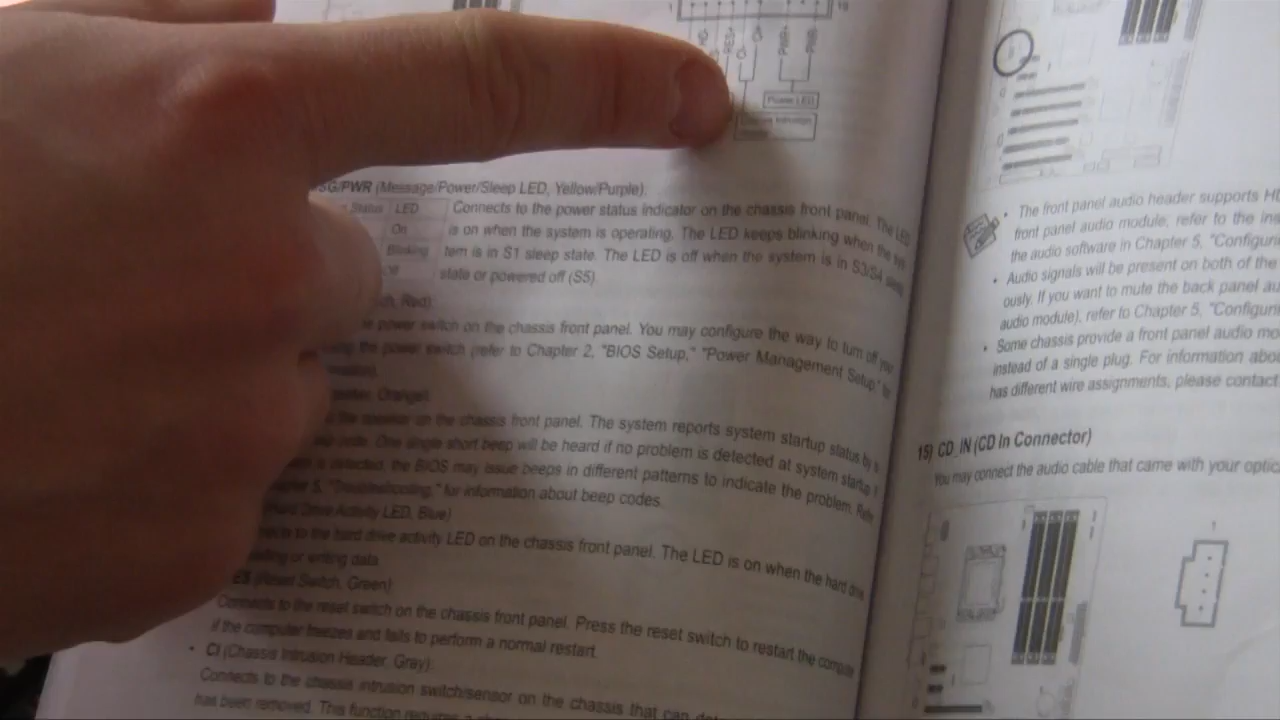 CI+
PWR+
PWR-
Power LED
SG/PWR (Message/Power/Sleep LED, Yellow/Purple):
Status LED
On
Blinking
Off
Connects to the power status indicator on the chassis front panel. The LED
is on when the system is operating. The LED keeps blinking when the sys
tem is in S1 sleep state. The LED is off when the system is in S3/S4 sleep
state or powered off (S5).
Red):
power switch on the chassis front panel. You may configure the way to turn off your
the power switch (refer to Chapter 2, "BIOS Setup," "Power Management Setup," for
Orange):
on the chassis front panel. The system reports system startup status by
code. One single short beep will be heard if no problem is detected at system startup. If
is detected, the BIOS may issue beeps in different patterns to indicate the problem. Refer
5, "Troubleshooting," for information about beep codes.
(Hard Drive Activity LED, Blue)
to the hard drive activity LED on the chassis front panel. The LED is on when the hard drive
or writing data.
(Reset Switch, Green):
Connects to the reset switch on the chassis front panel. Press the reset switch to restart the compute
if the computer freezes and fails to perform a normal restart.
• CI (Chassis Intrusion Header, Gray):
Connects to the chassis intrusion switch/sensor on the chassis that can
has been removed. This function requires a
• The front panel audio header supports H
front panel audio module, refer to the ins
the audio software in Chapter 5, "Configuri
• Audio signals will be present on both of the
ously. If you want to mute the back panel au
audio module), refer to Chapter 5, "Configuri
• Some chassis provide a front panel audio mo
instead of a single plug. For information abo
has different wire assignments, please contact
15) CD_IN (CD In Connector)
You may connect the audio cable that came with your optic
1